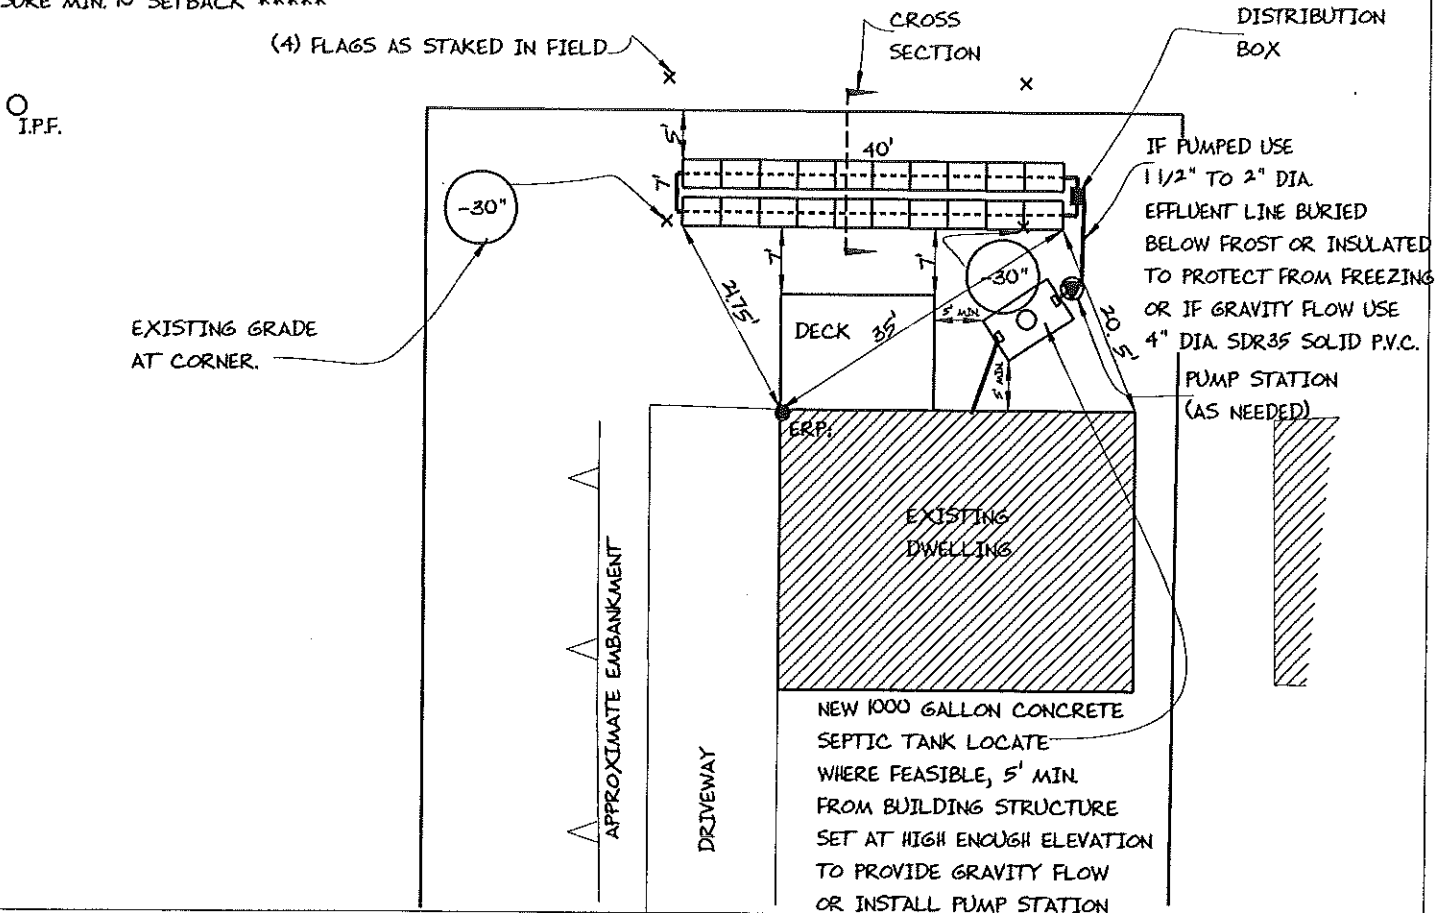 SURE MIN. 10' SETBACK *****
(4) FLAGS AS STAKED IN FIELD
CROSS
SECTION
DISTRIBUTION
BOX
I.P.F.
5'
40'
7'
-30"
IF PUMPED USE
1 1/2" TO 2" DIA.
EFFLUENT LINE BURIED
BELOW FROST OR INSULATED
TO PROTECT FROM FREEZING
OR IF GRAVITY FLOW USE
4" DIA. SDR35 SOLID P.V.C.
7'
7'
-30"
21.75'
DECK
35'
5' MIN.
20.5'
5' MIN.
EXISTING GRADE
AT CORNER.
PUMP STATION
(AS NEEDED)
ERP:
EXISTING
DWELLING
APPROXIMATE EMBANKMENT
DRIVEWAY
NEW 1000 GALLON CONCRETE
SEPTIC TANK LOCATE
WHERE FEASIBLE, 5' MIN.
FROM BUILDING STRUCTURE
SET AT HIGH ENOUGH ELEVATION
TO PROVIDE GRAVITY FLOW
OR INSTALL PUMP STATION